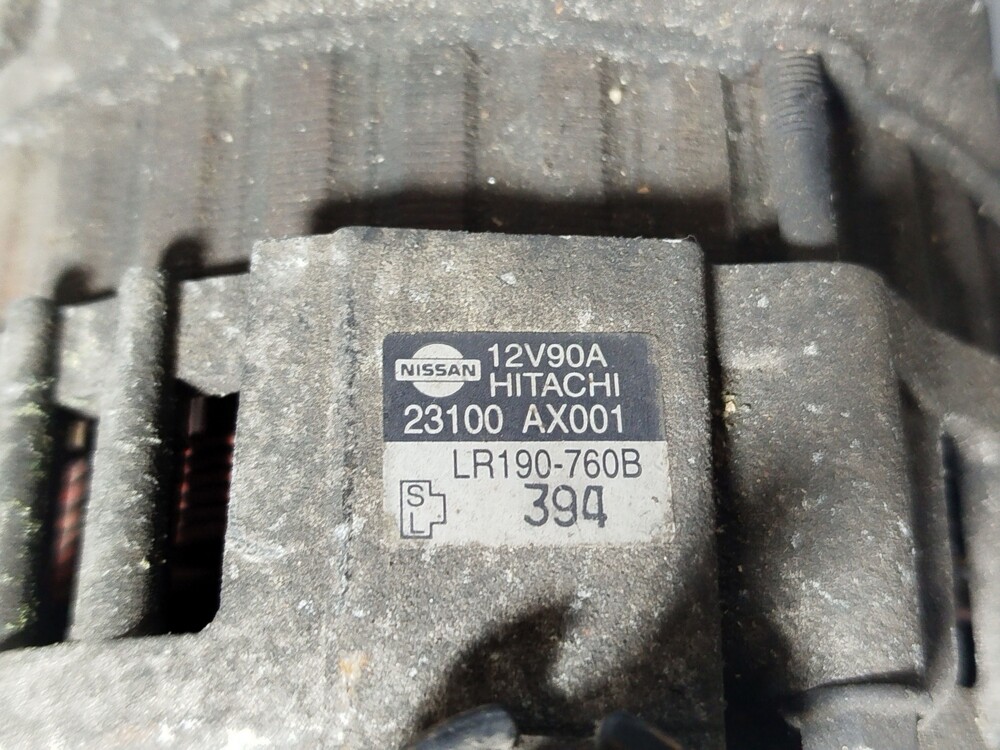 NISSAN 12V90A
HITACHI
23100 AX001
LR190-760B
S
L
394